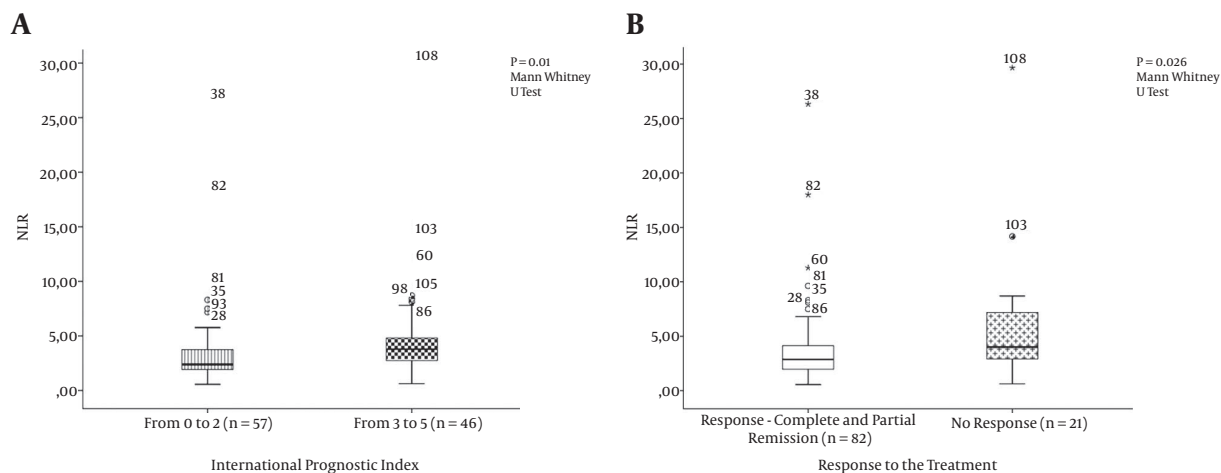 A
NLR
30,00
25,00
20,00
15,00
10,00
5,00
,00
38
82
81
35
93
28
108
103
60
98
105
86
P = 0.01
Mann Whitney
U Test
From 0 to 2 (n = 57)
From 3 to 5 (n = 46)
International Prognostic Index
B
NLR
30,00
25,00
20,00
15,00
10,00
5,00
,00
38
82
60
81
28
35
86
108
103
P = 0.026
Mann Whitney
U Test
Response - Complete and Partial
Remission (n = 82)
No Response (n = 21)
Response to the Treatment